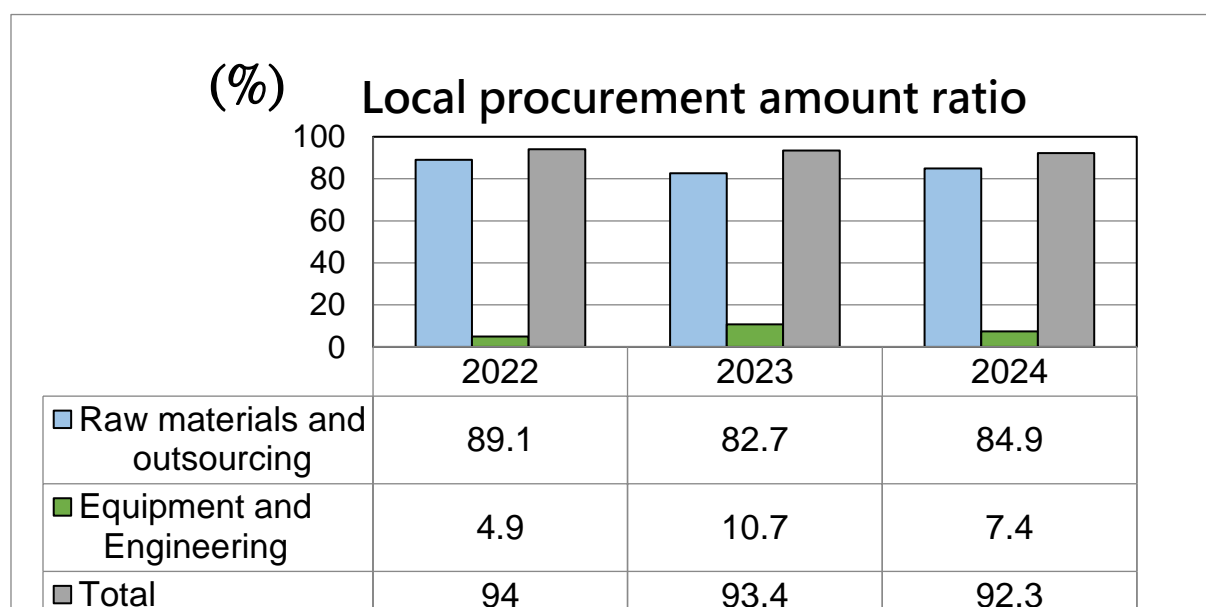 (%)
Local procurement amount ratio
100
80
60
40
20
0
2022 2023 2024
Raw materials and
outsourcing
89.1 82.7 84.9
Equipment and
Engineering
4.9 10.7 7.4
Total 94 93.4 92.3